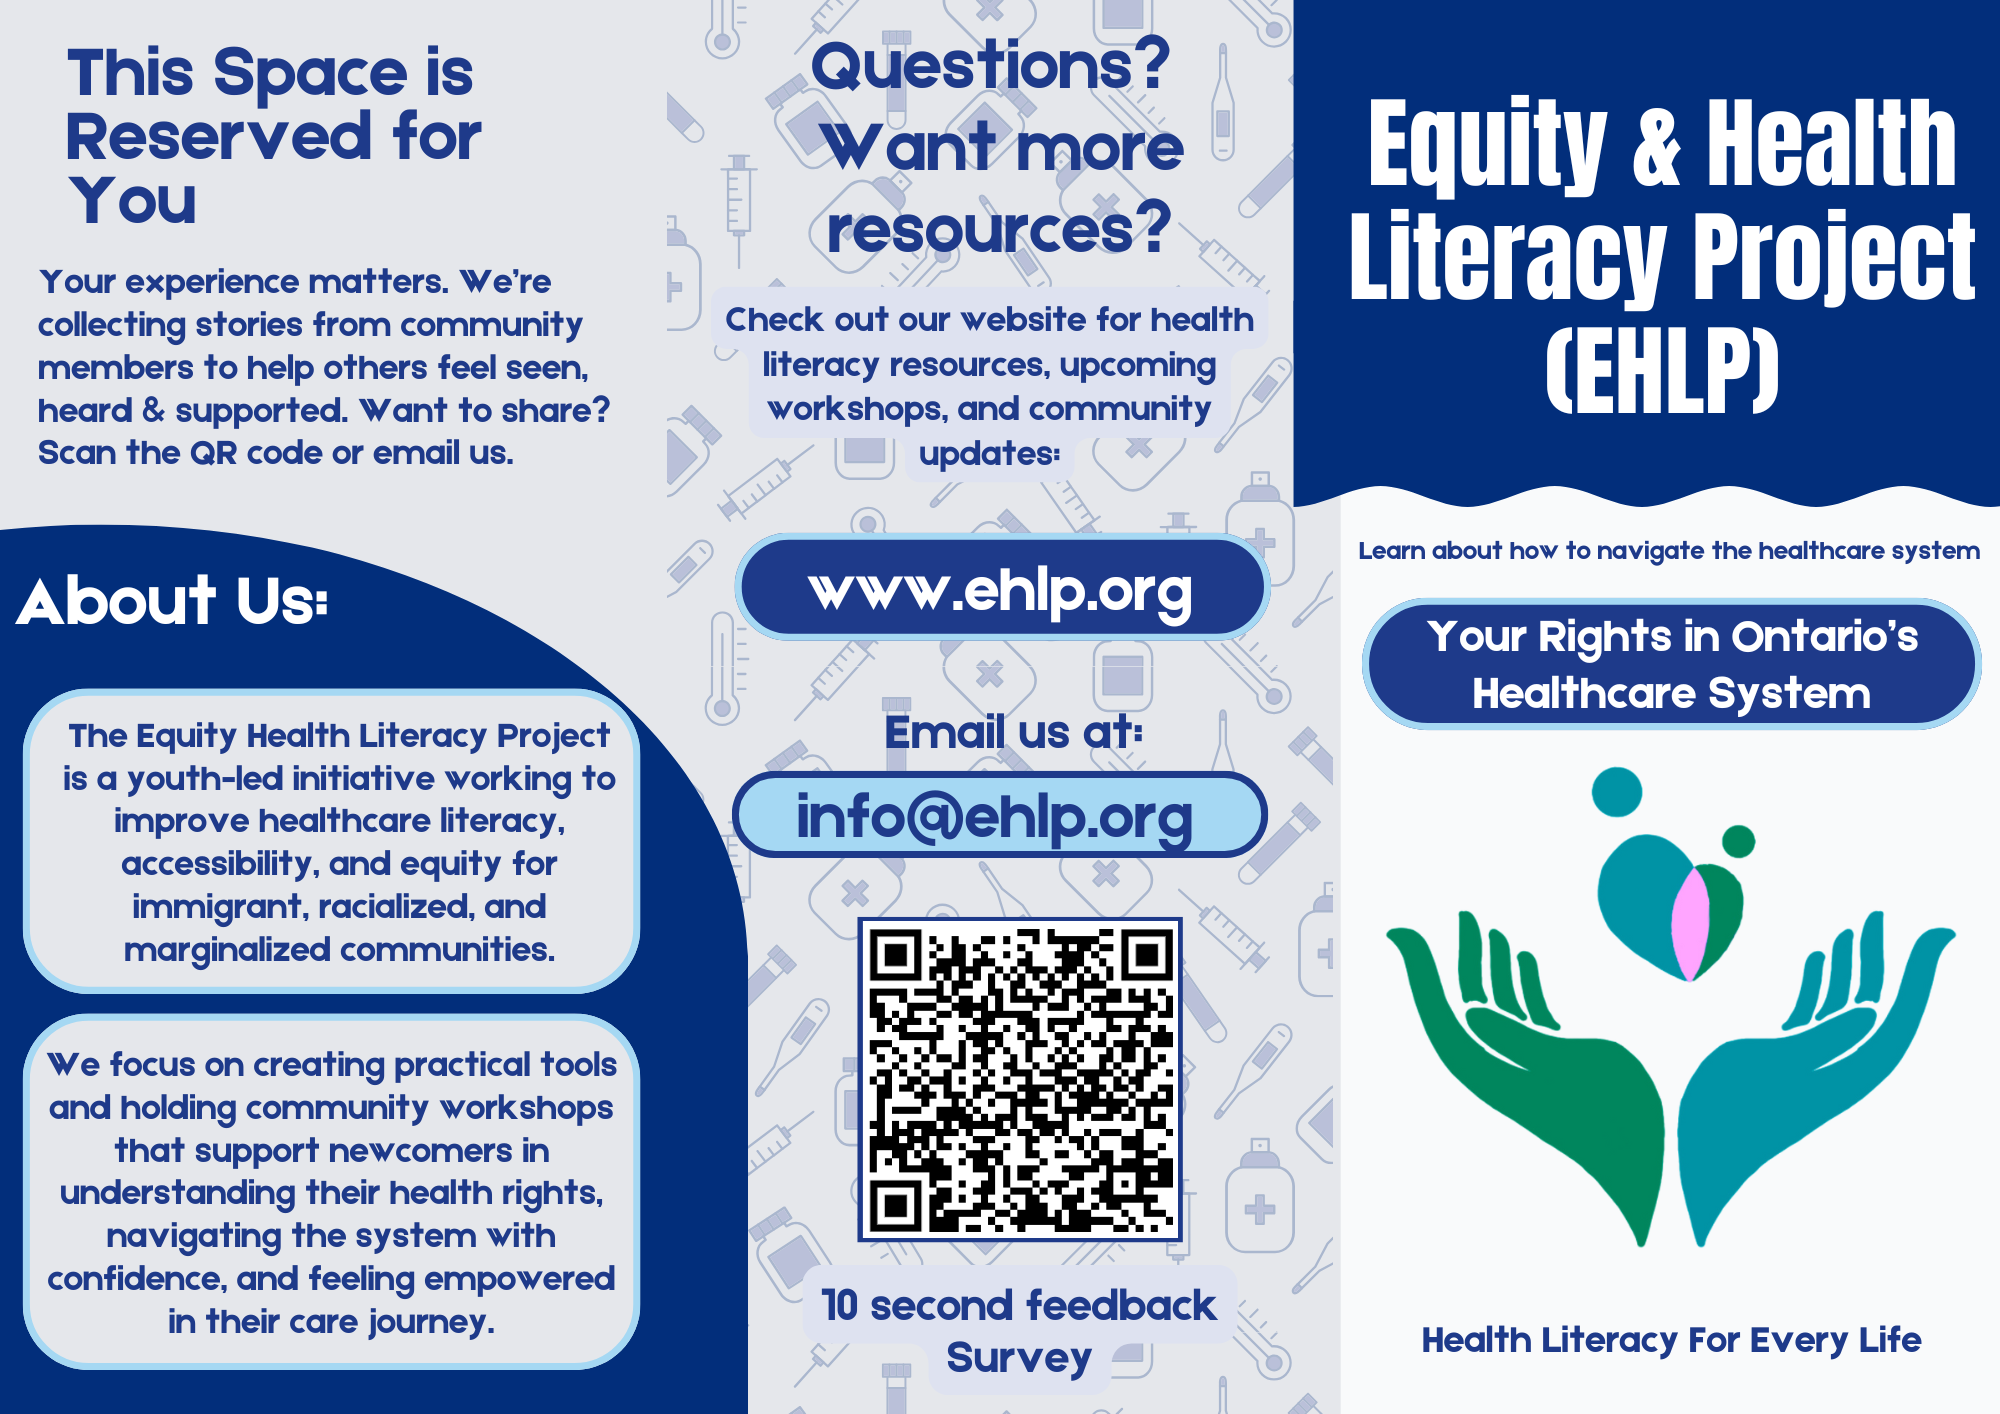 This Space is
Reserved for
You
Your experience matters. We're
collecting stories from community
members to help others feel seen,
heard & supported. Want to share?
Scan the QR code or email us.
About Us:
The Equity Health Literacy Project
is a youth-led initiative working to
improve healthcare literacy,
accessibility, and equity for
immigrant, racialized, and
marginalized communities.
We focus on creating practical tools
and holding community workshops
that support newcomers in
understanding their health rights,
navigating the system with
confidence, and feeling empowered
in their care journey.
Questions?
Want more
resources?
Check out our website for health
literacy resources, upcoming
workshops, and community
updates:
www.ehlp.org
Email us at:
info@ehlp.org
10 second feedback
Survey
Equity & Health
Literacy Project
(EHLP)
Learn about how to navigate the healthcare system
Your Rights in Ontario's
Healthcare System
Health Literacy For Every Life